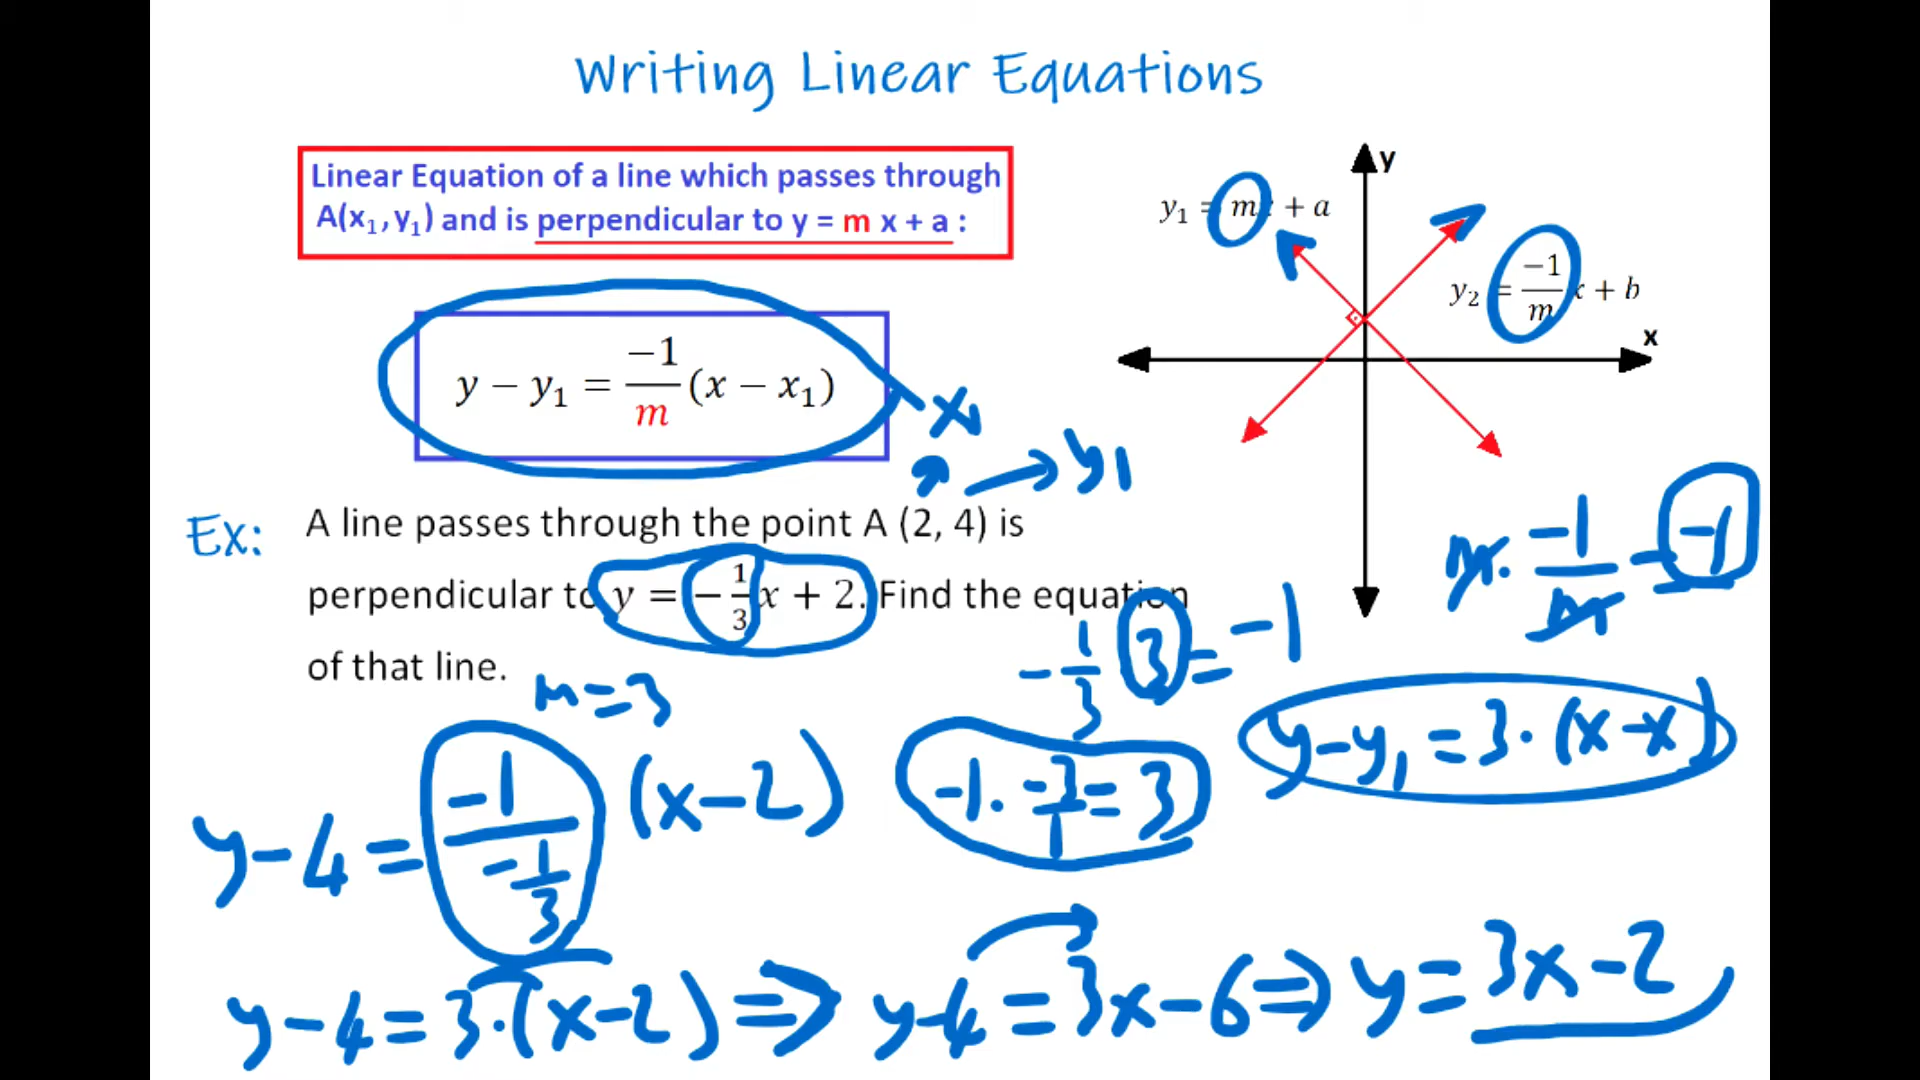 Writing Linear Equations
Linear Equation of a line which passes through
A(x₁,y₁) and is perpendicular to y = m x + a :
y₁ = mx + a
y
y₂ = -1/m x + b
x
y − y₁ = -1/m (x − x₁)
x₁
y₁
Ex: A line passes through the point A (2, 4) is
perpendicular to y = −1/3 x + 2. Find the equation
of that line.
m · -1/m = -1
-1/3 3 = -1
m = 3
y-4 = -1/(-1/3) (x-2)
-1 · -3/1 = 3
y-y₁ = 3·(x-x)
y-4=3·(x-2) ⇒ y-4=3x-6 ⇒ y=3x-2